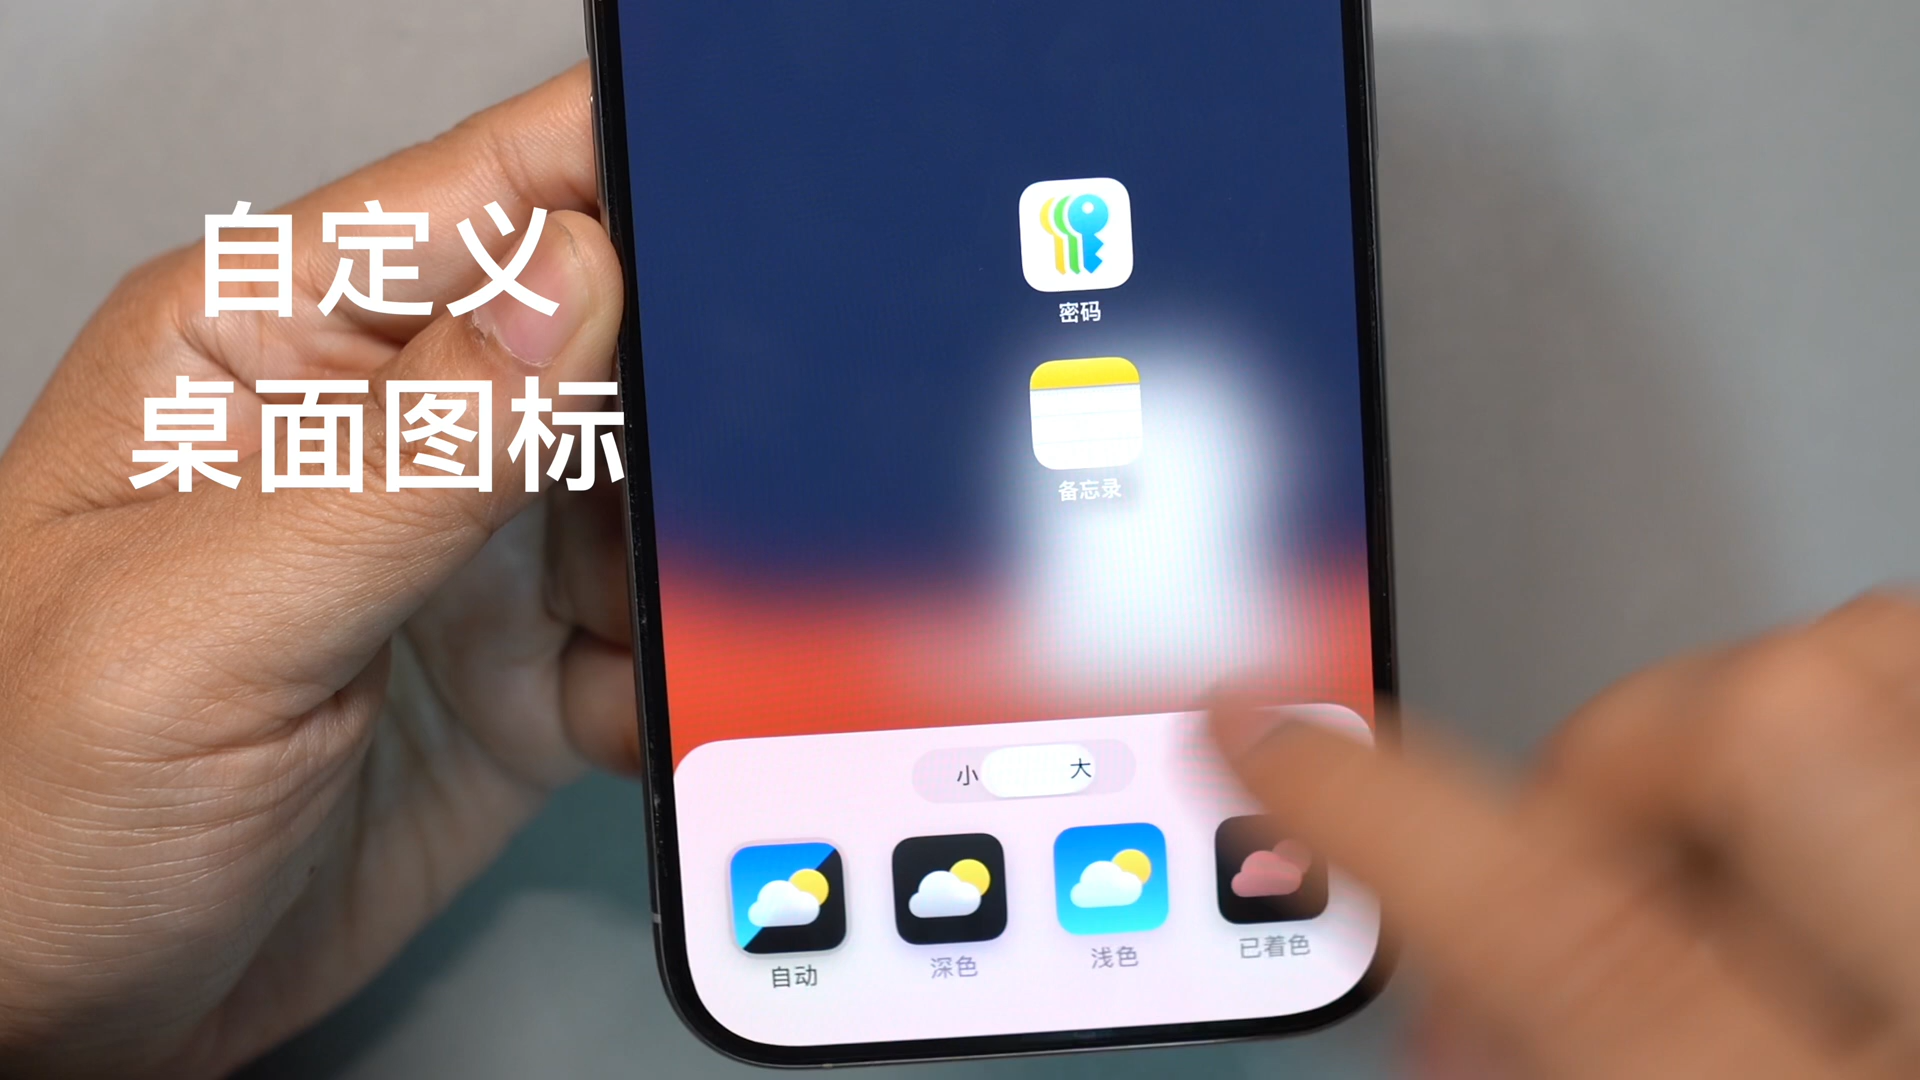 自定义
桌面图标
密码
备忘录
小 大
自动 深色 浅色 已着色